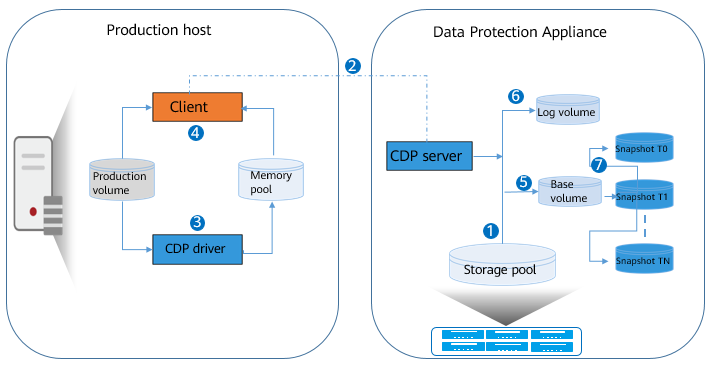 Production host
Data Protection Appliance
2
6
Client
Log volume
4
CDP server
Snapshot T0
7
Production
volume
Memory
pool
5
Base
volume
Snapshot T1
3
CDP driver
1
Storage pool
Snapshot TN